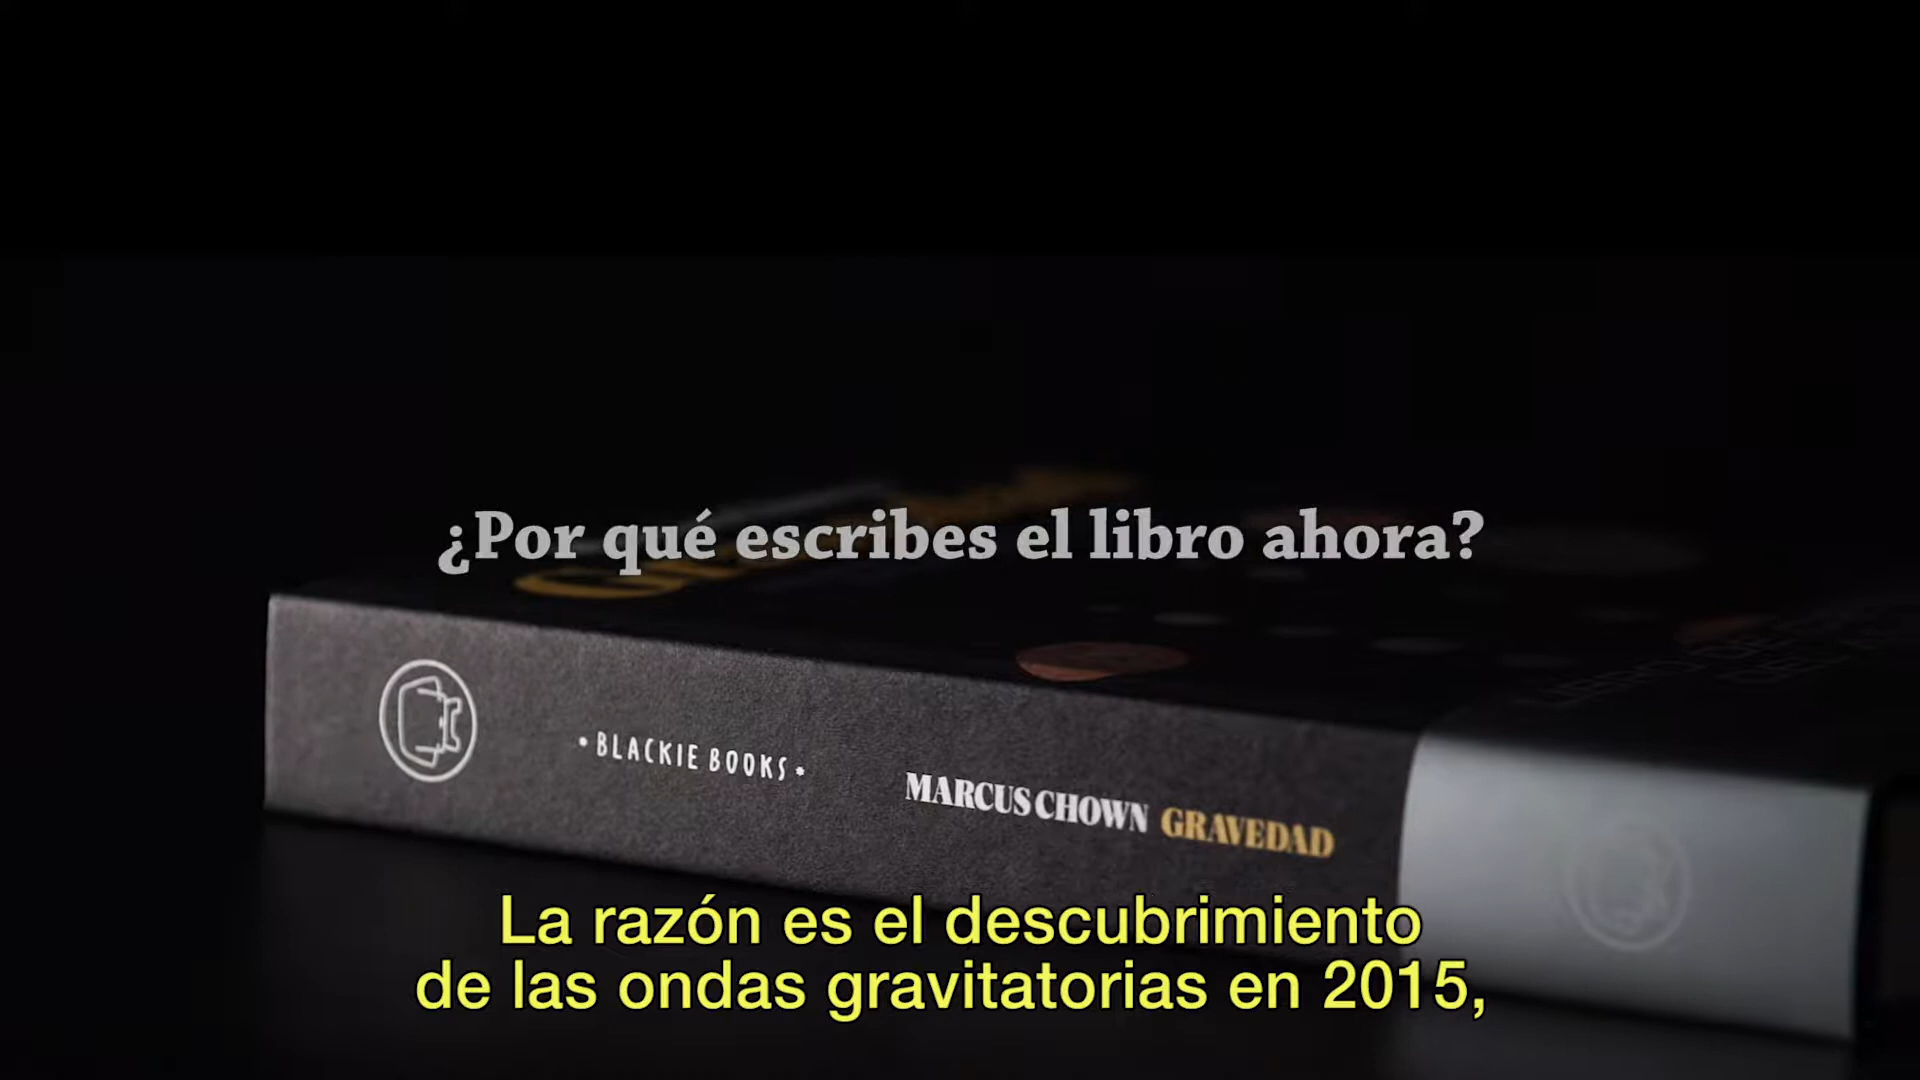 ¿Por qué escribes el libro ahora?
• BLACKIE BOOKS •
MARCUS CHOWN GRAVEDAD
La razón es el descubrimiento
de las ondas gravitatorias en 2015,